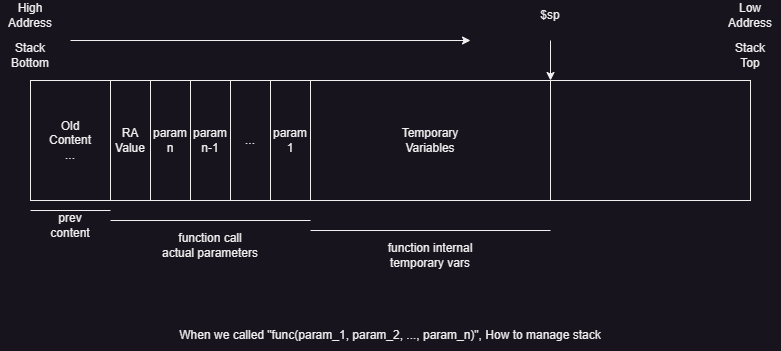 High
Address
$sp
Low
Address
Stack
Bottom
Stack
Top
Old
Content
...
RA
Value
param
n
param
n-1
...
param
1
Temporary
Variables
prev
content
function call
actual parameters
function internal
temporary vars
When we called "func(param_1, param_2, ..., param_n)", How to manage stack